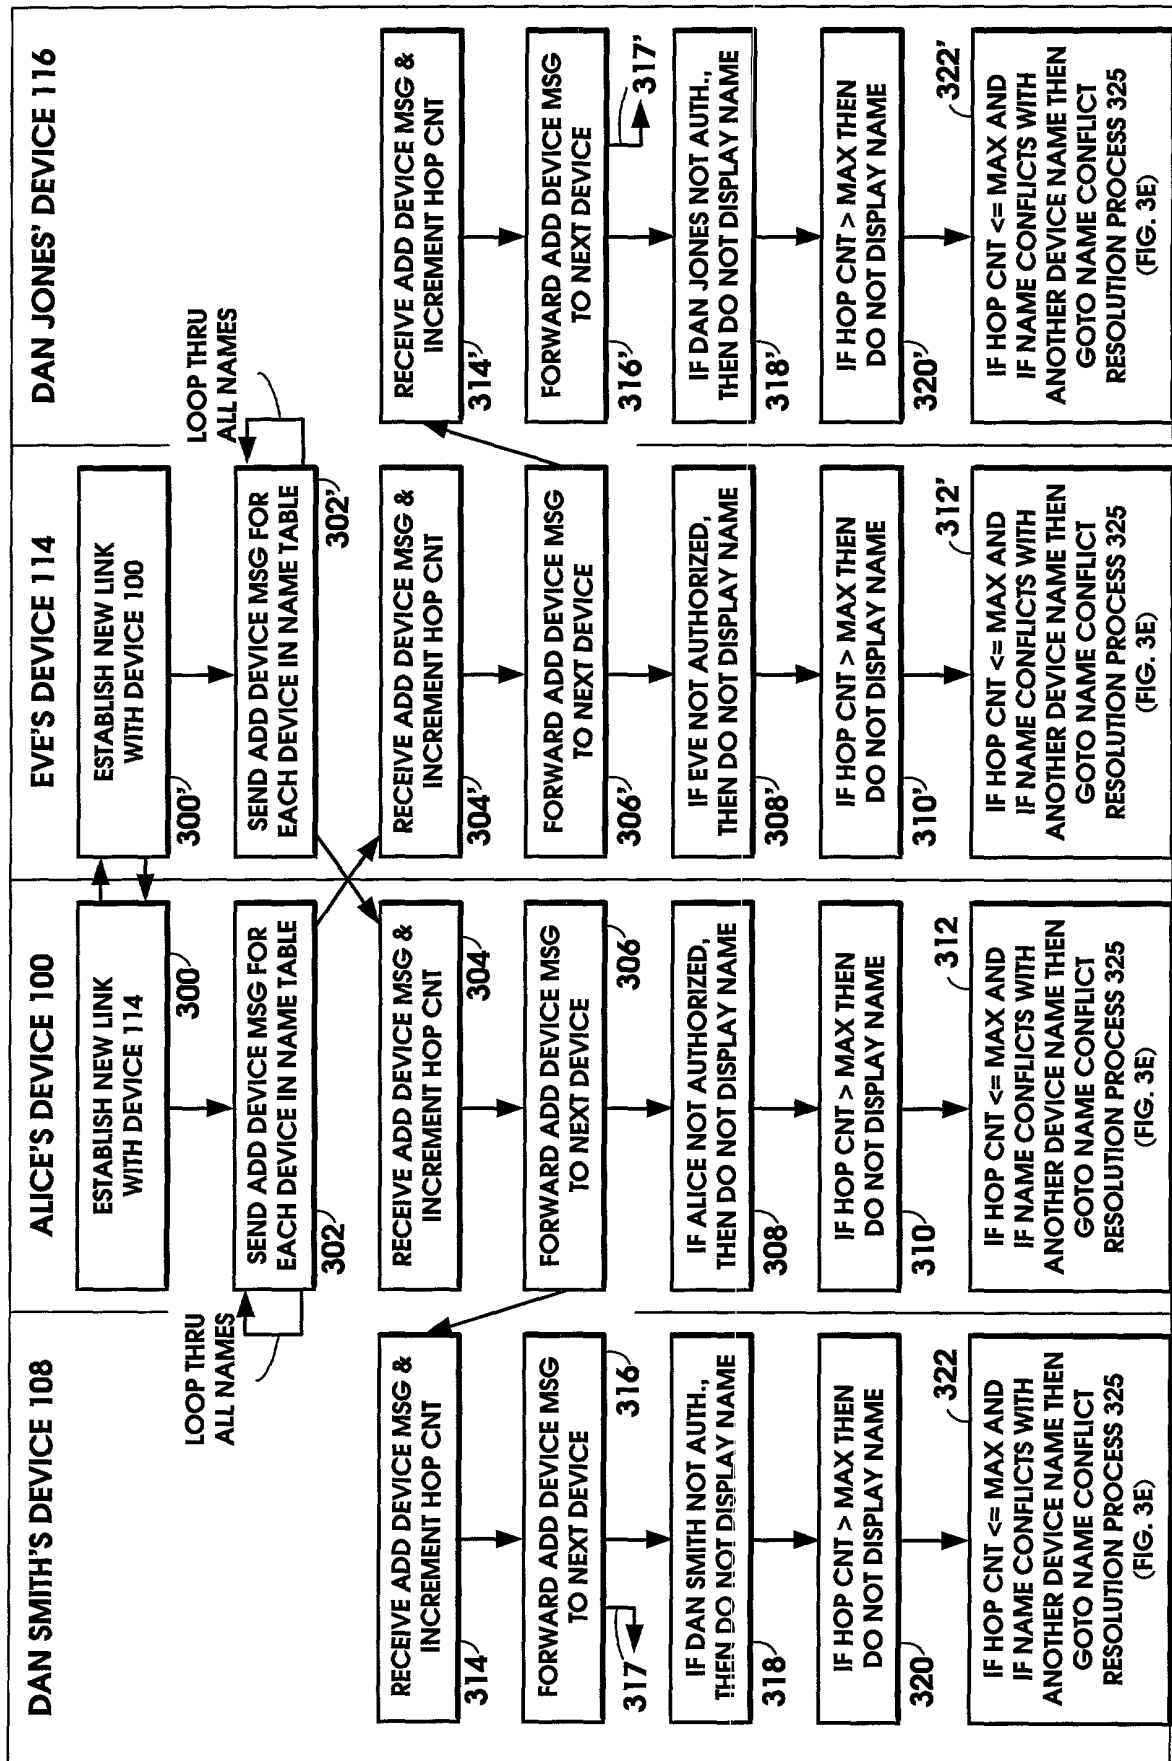 DAN SMITH'S DEVICE 108
LOOP THRU
ALL NAMES
RECEIVE ADD DEVICE MSG &
INCREMENT HOP CNT
314
FORWARD ADD DEVICE MSG
TO NEXT DEVICE
316
317
IF DAN SMITH NOT AUTH.,
THEN DO NOT DISPLAY NAME
318
IF HOP CNT > MAX THEN
DO NOT DISPLAY NAME
320
322
IF HOP CNT <= MAX AND
IF NAME CONFLICTS WITH
ANOTHER DEVICE NAME THEN
GOTO NAME CONFLICT
RESOLUTION PROCESS 325
(FIG. 3E)
ALICE'S DEVICE 100
ESTABLISH NEW LINK
WITH DEVICE 114
300
SEND ADD DEVICE MSG FOR
EACH DEVICE IN NAME TABLE
302
RECEIVE ADD DEVICE MSG &
INCREMENT HOP CNT
304
FORWARD ADD DEVICE MSG
TO NEXT DEVICE
306
IF ALICE NOT AUTHORIZED,
THEN DO NOT DISPLAY NAME
308
IF HOP CNT > MAX THEN
DO NOT DISPLAY NAME
310
312
IF HOP CNT <= MAX AND
IF NAME CONFLICTS WITH
ANOTHER DEVICE NAME THEN
GOTO NAME CONFLICT
RESOLUTION PROCESS 325
(FIG. 3E)
EVE'S DEVICE 114
ESTABLISH NEW LINK
WITH DEVICE 100
300'
SEND ADD DEVICE MSG FOR
EACH DEVICE IN NAME TABLE
302'
RECEIVE ADD DEVICE MSG &
INCREMENT HOP CNT
304'
FORWARD ADD DEVICE MSG
TO NEXT DEVICE
306'
IF EVE NOT AUTHORIZED,
THEN DO NOT DISPLAY NAME
308'
IF HOP CNT > MAX THEN
DO NOT DISPLAY NAME
310'
312'
IF HOP CNT <= MAX AND
IF NAME CONFLICTS WITH
ANOTHER DEVICE NAME THEN
GOTO NAME CONFLICT
RESOLUTION PROCESS 325
(FIG. 3E)
DAN JONES' DEVICE 116
LOOP THRU
ALL NAMES
RECEIVE ADD DEVICE MSG &
INCREMENT HOP CNT
314'
FORWARD ADD DEVICE MSG
TO NEXT DEVICE
316'
317'
IF DAN JONES NOT AUTH.,
THEN DO NOT DISPLAY NAME
318'
IF HOP CNT > MAX THEN
DO NOT DISPLAY NAME
320'
322'
IF HOP CNT <= MAX AND
IF NAME CONFLICTS WITH
ANOTHER DEVICE NAME THEN
GOTO NAME CONFLICT
RESOLUTION PROCESS 325
(FIG. 3E)